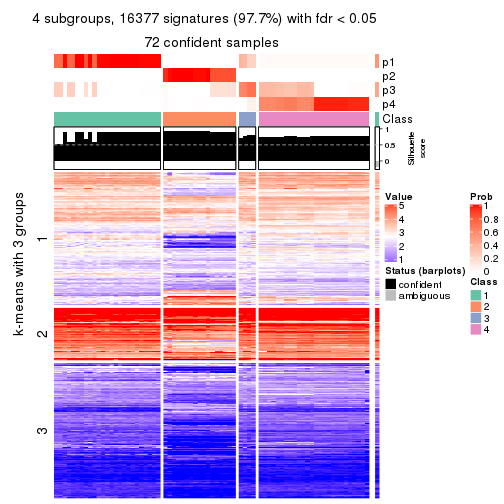 4 subgroups, 16377 signatures (97.7%) with fdr < 0.05
72 confident samples
p1
p2
p3
p4
Class
1
0.5
0
Silhouette
score
k-means with 3 groups
1
2
3
Value
5
4
3
2
1
Status (barplots)
confident
ambiguous
Prob
1
0.8
0.6
0.4
0.2
0
Class
1
2
3
4